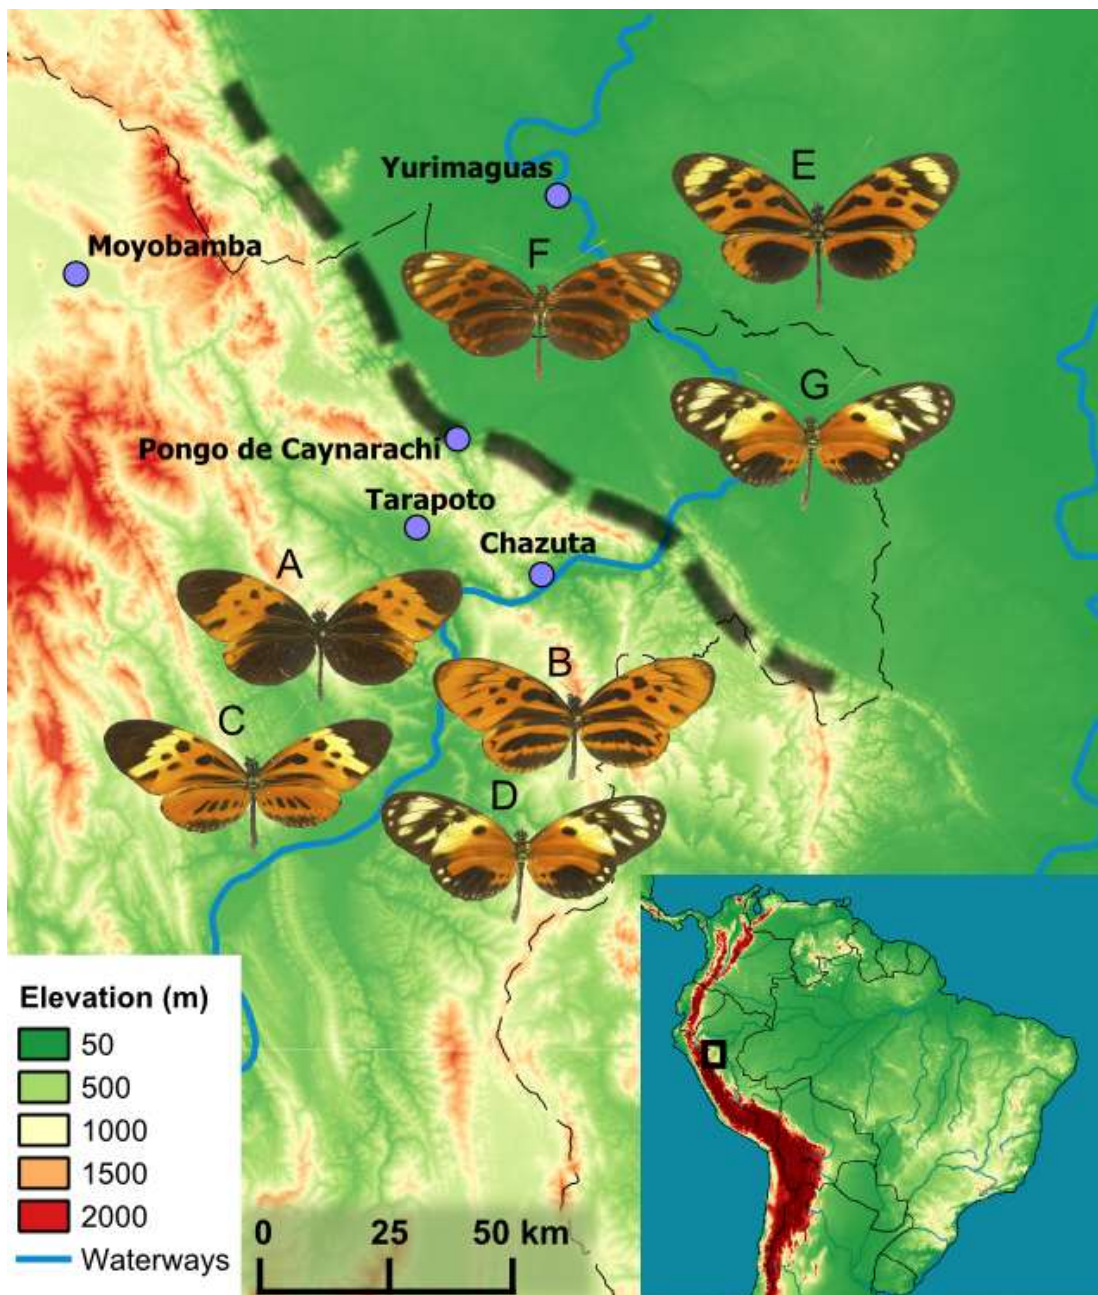 Yurimaguas
E
Moyobamba
F
G
Pongo de Caynarachi
Tarapoto
Chazuta
A
B
C
D
Elevation (m)
50
500
1000
1500
2000
Waterways
0 25 50 km